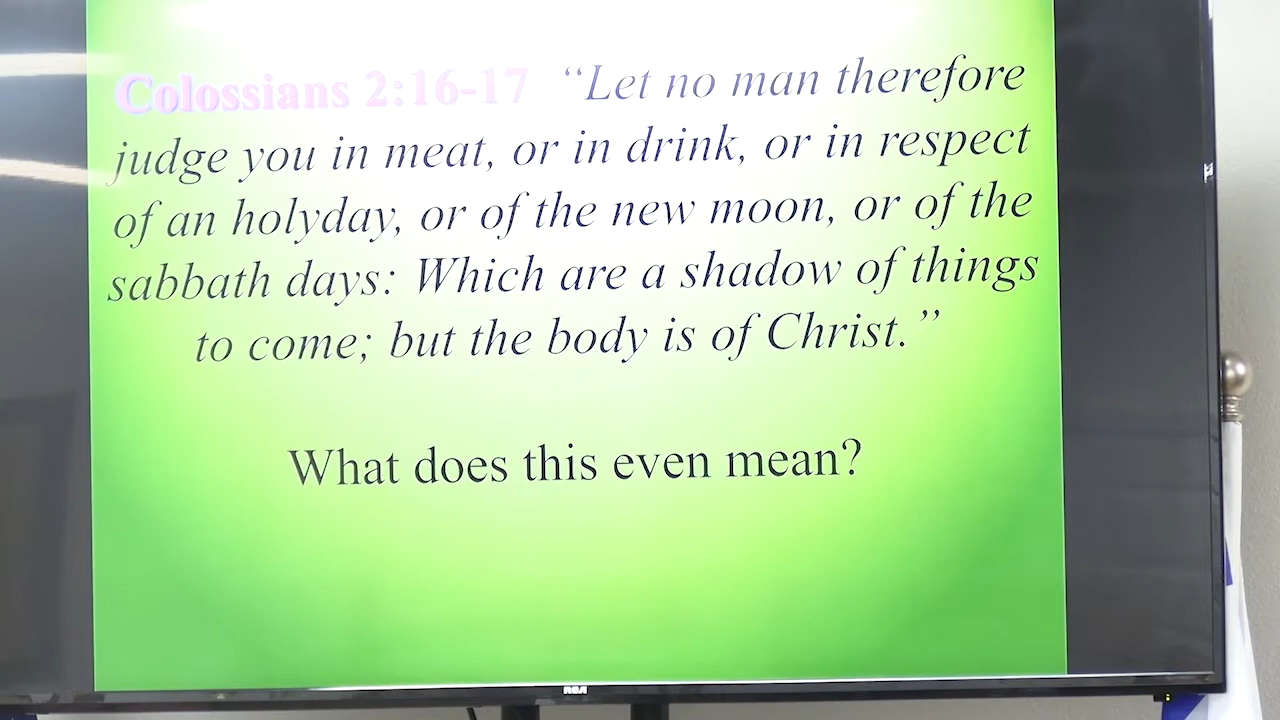 Colossians 2:16-17 “Let no man therefore
judge you in meat, or in drink, or in respect
of an holyday, or of the new moon, or of the
sabbath days: Which are a shadow of things
to come; but the body is of Christ.”
What does this even mean?
RCA